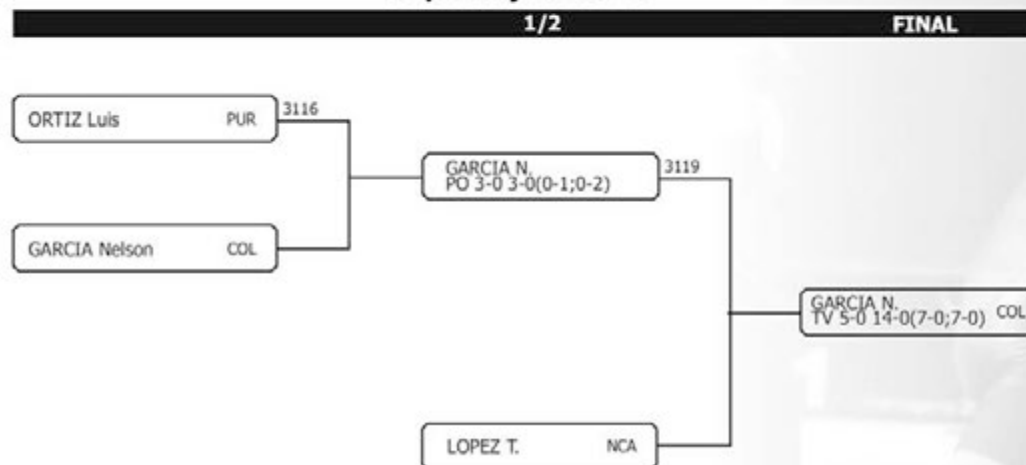 1/2 FINAL
ORTIZ Luis PUR 3116
GARCIA N. 3119
PO 3-0 3-0(0-1;0-2)
GARCIA Nelson COL
GARCIA N. COL
TV 5-0 14-0(7-0;7-0)
LOPEZ T. NCA